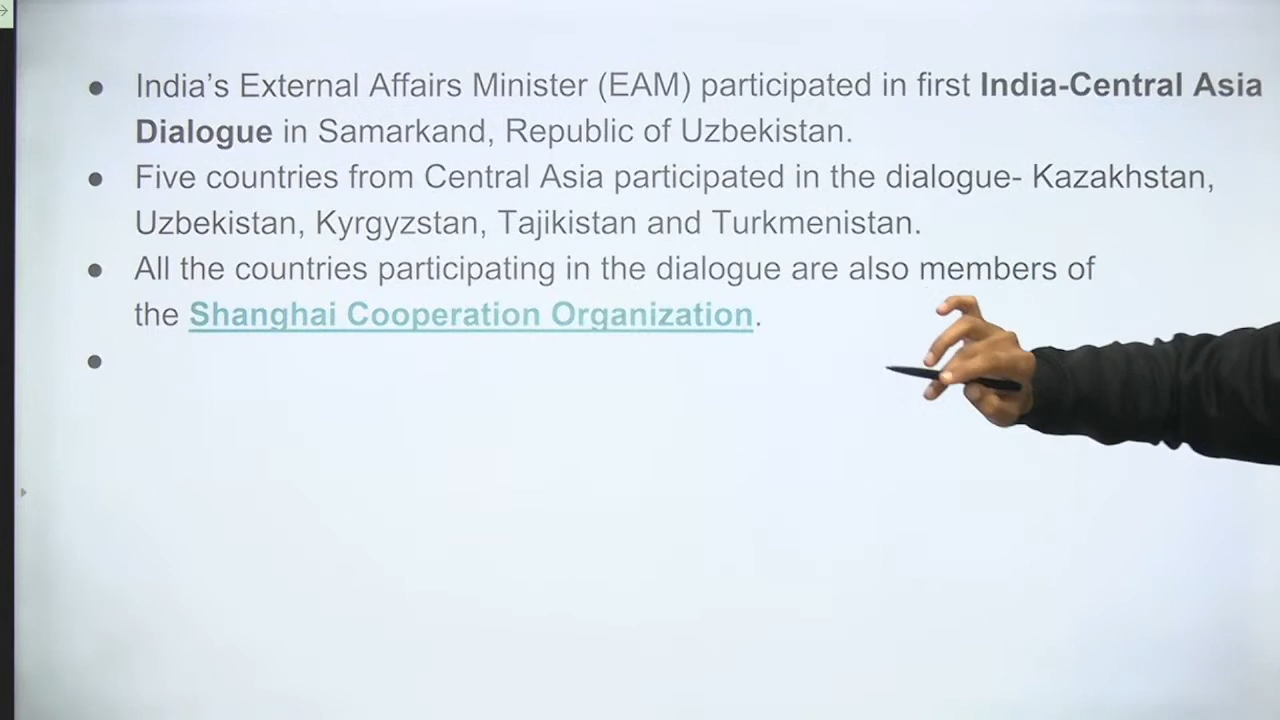 ● India’s External Affairs Minister (EAM) participated in first India-Central Asia
Dialogue in Samarkand, Republic of Uzbekistan.
● Five countries from Central Asia participated in the dialogue- Kazakhstan,
Uzbekistan, Kyrgyzstan, Tajikistan and Turkmenistan.
● All the countries participating in the dialogue are also members of
the Shanghai Cooperation Organization.
●